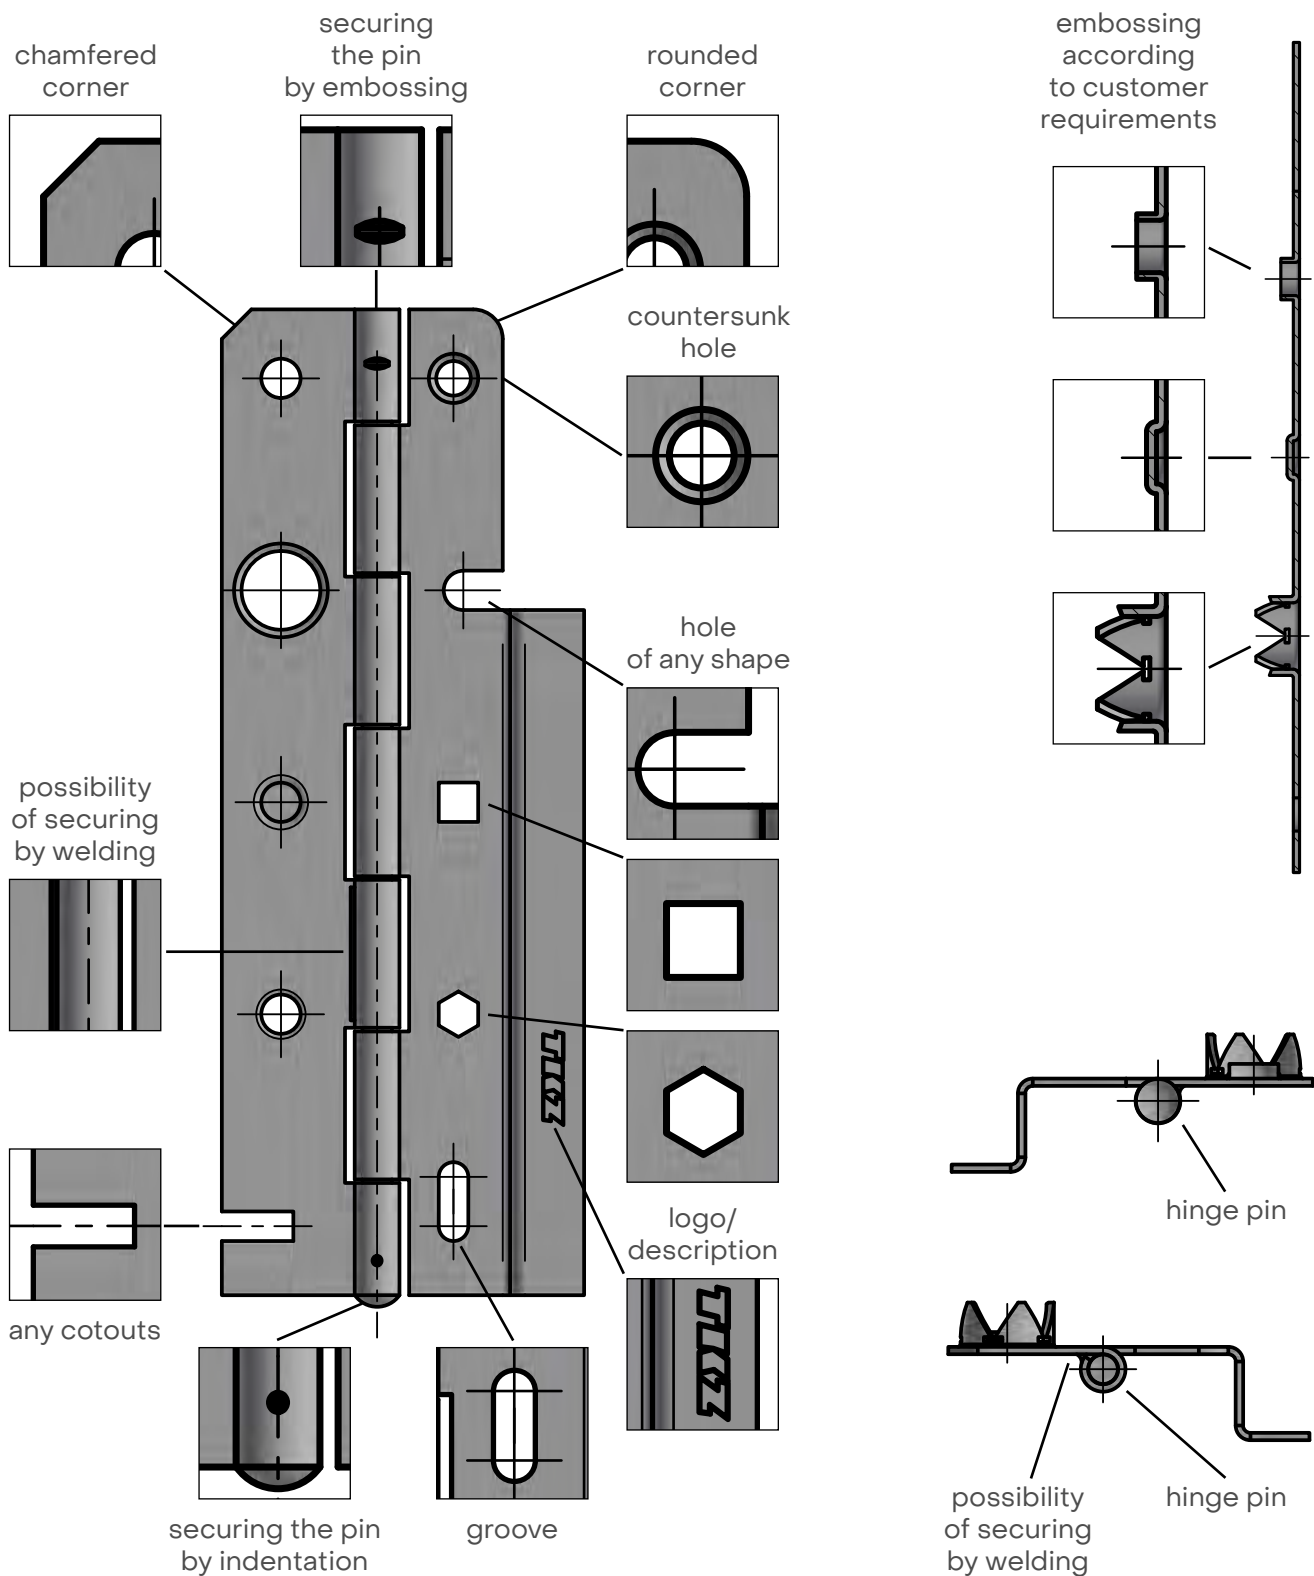 chamfered
corner
securing
the pin
by embossing
rounded
corner
embossing
according
to customer
requirements
countersunk
hole
hole
of any shape
possibility
of securing
by welding
TKZ
hinge pin
logo/
description
TKZ
any cotouts
securing the pin
by indentation
groove
possibility
of securing
by welding
hinge pin